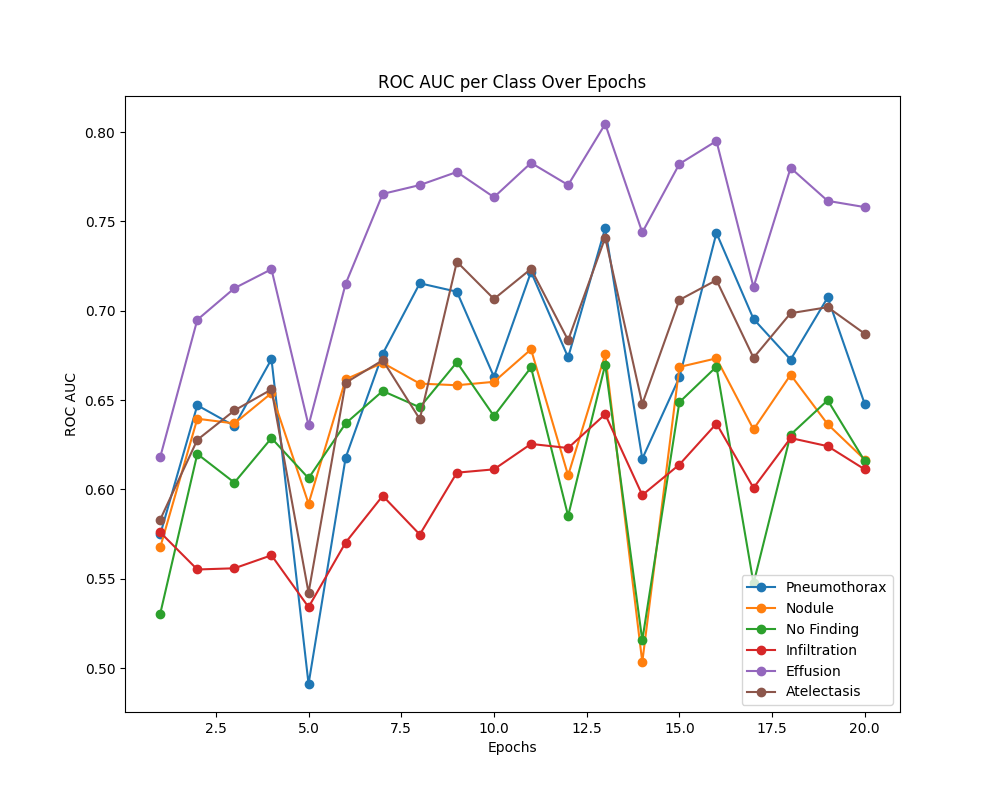 ROC AUC per Class Over Epochs
ROC AUC
0.80
0.75
0.70
0.65
0.60
0.55
0.50
Pneumothorax
Nodule
No Finding
Infiltration
Effusion
Atelectasis
2.5 5.0 7.5 10.0 12.5 15.0 17.5 20.0
Epochs